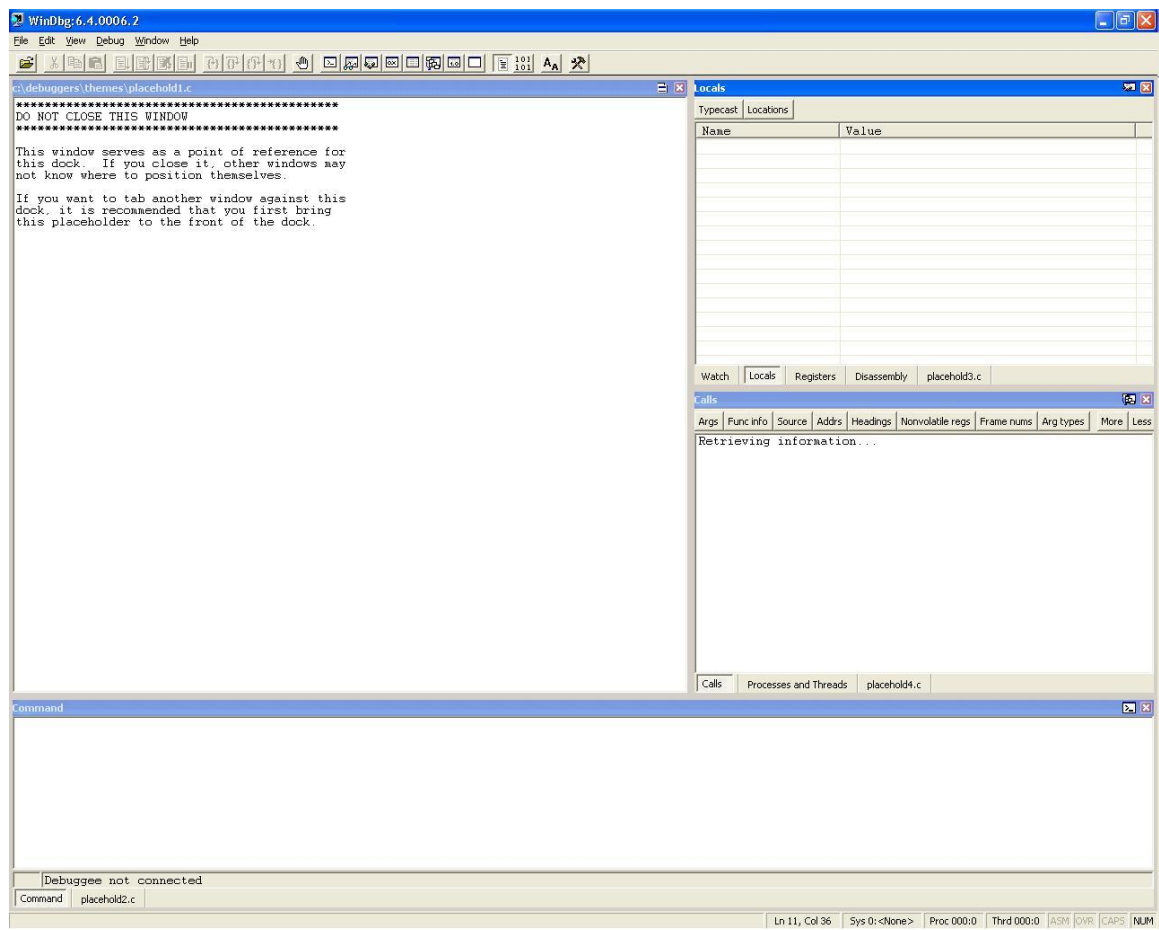 WinDbg:6.4.0006.2
File Edit View Debug Window Help
101
101
AA
c:\debuggers\themes\placehold1.c
*********************************************
DO NOT CLOSE THIS WINDOW
*********************************************
This window serves as a point of reference for
this dock. If you close it, other windows may
not know where to position themselves.
If you want to tab another window against this
dock, it is recommended that you first bring
this placeholder to the front of the dock.
Locals
Typecast Locations
Name Value
Watch Locals Registers Disassembly placehold3.c
Calls
Args Func info Source Addrs Headings Nonvolatile regs Frame nums Arg types More Less
Retrieving information...
Calls Processes and Threads placehold4.c
Command
Debuggee not connected
Command placehold2.c
Ln 11, Col 36 Sys 0:<None> Proc 000:0 Thrd 000:0 ASM OVR CAPS NUM